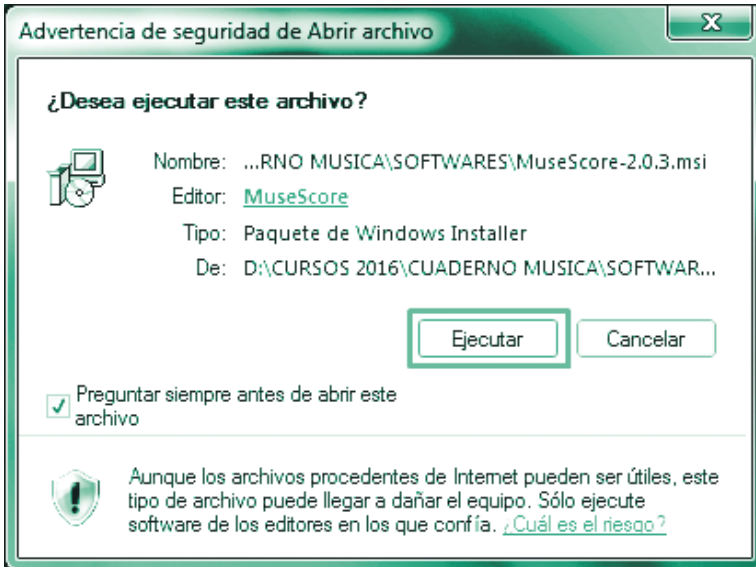 Advertencia de seguridad de Abrir archivo
x
¿Desea ejecutar este archivo?
Nombre: ...RNO MUSICA\SOFTWARES\MuseScore-2.0.3.msi
Editor: MuseScore
Tipo: Paquete de Windows Installer
De: D:\CURSOS 2016\CUADERNO MUSICA\SOFTWAR...
Ejecutar Cancelar
Preguntar siempre antes de abrir este
archivo
Aunque los archivos procedentes de Internet pueden ser útiles, este
tipo de archivo puede llegar a dañar el equipo. Sólo ejecute
software de los editores en los que confía. ¿Cuál es el riesgo?